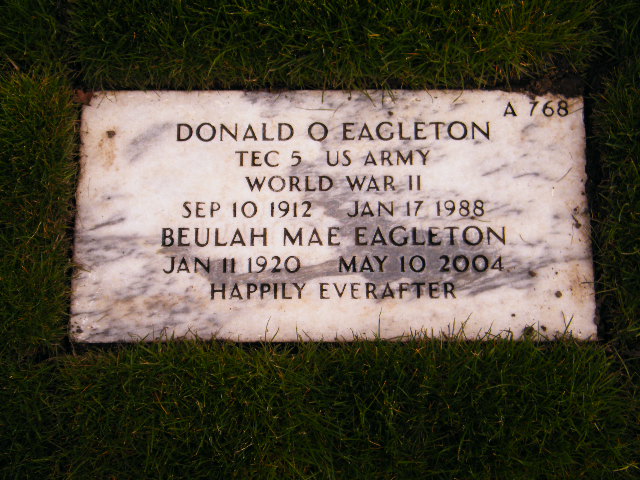 A 768
DONALD O EAGLETON
TEC 5 US ARMY
WORLD WAR II
SEP 10 1912 JAN 17 1988
BEULAH MAE EAGLETON
JAN 11 1920 MAY 10 2004
HAPPILY EVERAFTER